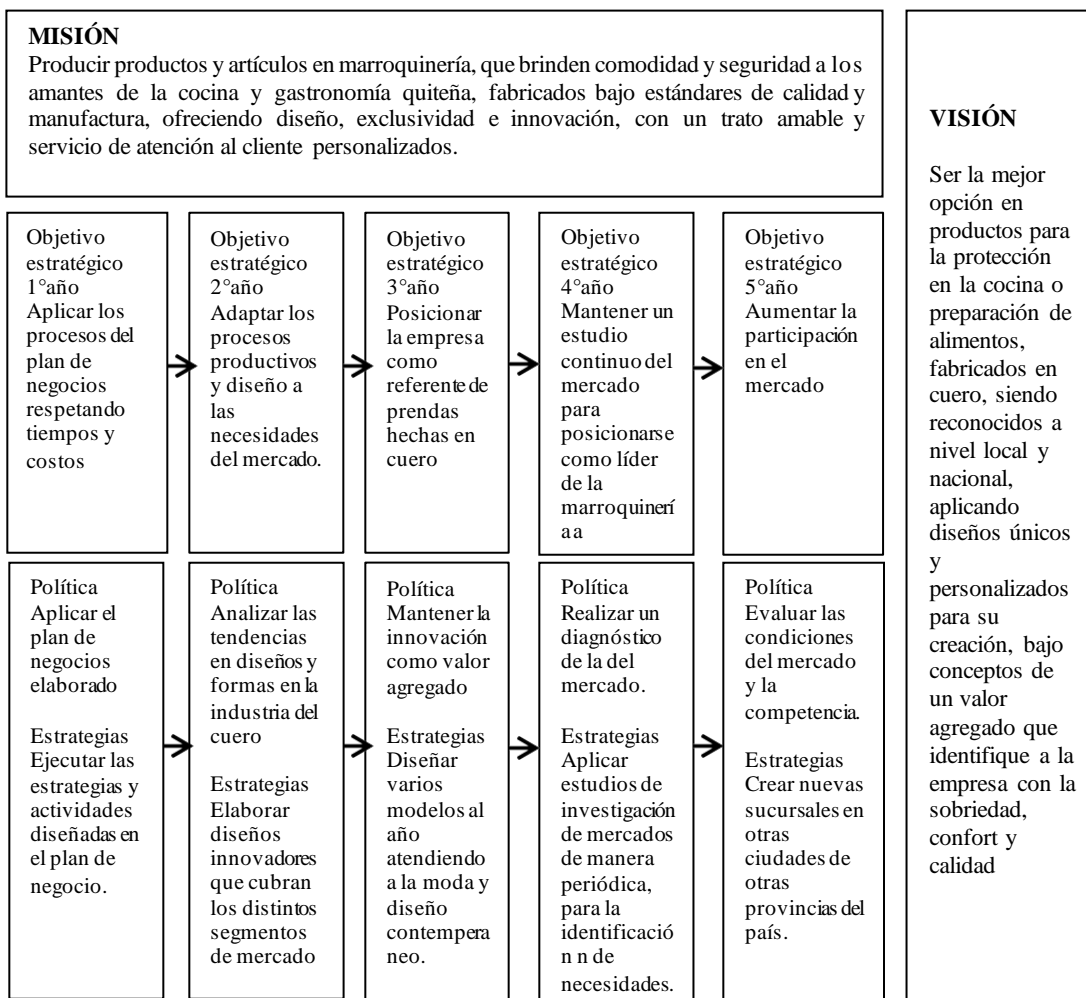 MISIÓN
Producir productos y artículos en marroquinería, que brinden comodidad y seguridad a los
amantes de la cocina y gastronomía quiteña, fabricados bajo estándares de calidad y
manufactura, ofreciendo diseño, exclusividad e innovación, con un trato amable y
servicio de atención al cliente personalizados.
Objetivo
estratégico
1°año
Aplicar los
procesos del
plan de
negocios
respetando
tiempos y
costos
Objetivo
estratégico
2°año
Adaptar los
procesos
productivos
y diseño a
las
necesidades
del mercado.
Objetivo
estratégico
3°año
Posicionar
la empresa
como
referente de
prendas
hechas en
cuero
Objetivo
estratégico
4°año
Mantener un
estudio
continuo del
mercado
para
posicionarse
como líder
de la
marroquinerí
a a
Objetivo
estratégico
5°año
Aumentar la
participación
en el
mercado
Política
Aplicar el
plan de
negocios
elaborado
Estrategias
Ejecutar las
estrategias y
actividades
diseñadas en
el plan de
negocio.
Política
Analizar las
tendencias
en diseños y
formas en la
industria del
cuero
Estrategias
Elaborar
diseños
innovadores
que cubran
los distintos
segmentos
de mercado
Política
Mantener la
innovación
como valor
agregado
Estrategias
Diseñar
varios
modelos al
año
atendiendo
a la moda y
diseño
contempera
neo.
Política
Realizar un
diagnóstico
de la del
mercado.
Estrategias
Aplicar
estudios de
investigación
de mercados
de manera
periódica,
para la
identificació
n n de
necesidades.
Política
Evaluar las
condiciones
del mercado
y la
competencia.
Estrategias
Crear nuevas
sucursales en
otras
ciudades de
otras
provincias del
país.
VISIÓN
Ser la mejor
opción en
productos para
la protección
en la cocina o
preparación de
alimentos,
fabricados en
cuero, siendo
reconocidos a
nivel local y
nacional,
aplicando
diseños únicos
y
personalizados
para su
creación, bajo
conceptos de
un valor
agregado que
identifique a la
empresa con la
sobriedad,
confort y
calidad